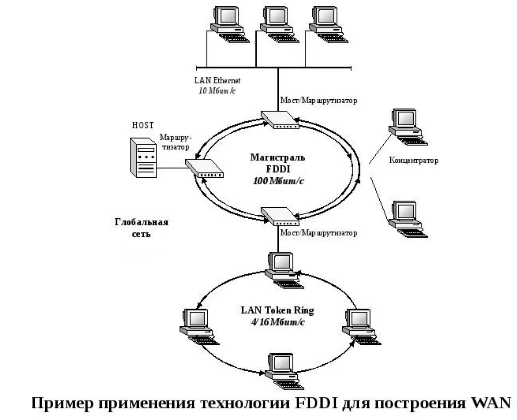 LAN Ethernet
10 Мбит/с
Мост/Маршрутизатор
HOST
Маршру-
тизатор
Магистраль
FDDI
100 Мбит/с
Концентратор
Глобальная
сеть
Мост/Маршрутизатор
LAN Token Ring
4/16 Мбит/с
Пример применения технологии FDDI для построения WAN